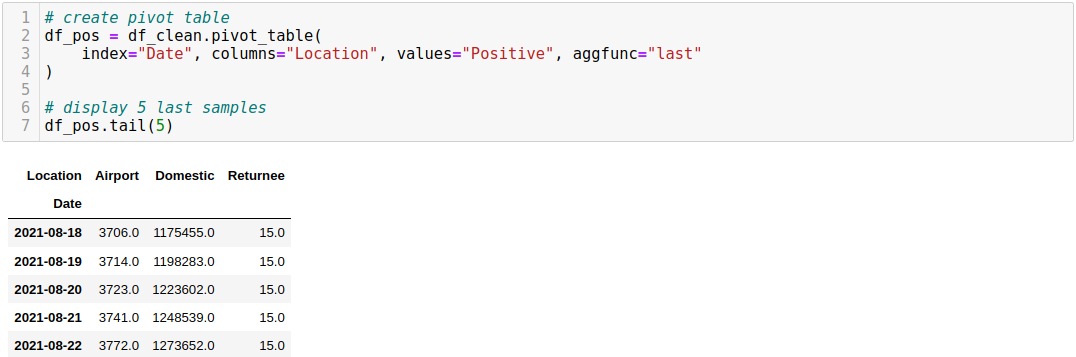 1 # create pivot table
2 df_pos = df_clean.pivot_table(
3     index="Date", columns="Location", values="Positive", aggfunc="last"
4 )
5
6 # display 5 last samples
7 df_pos.tail(5)
Location Airport Domestic Returnee
Date
2021-08-18 3706.0 1175455.0 15.0
2021-08-19 3714.0 1198283.0 15.0
2021-08-20 3723.0 1223602.0 15.0
2021-08-21 3741.0 1248539.0 15.0
2021-08-22 3772.0 1273652.0 15.0